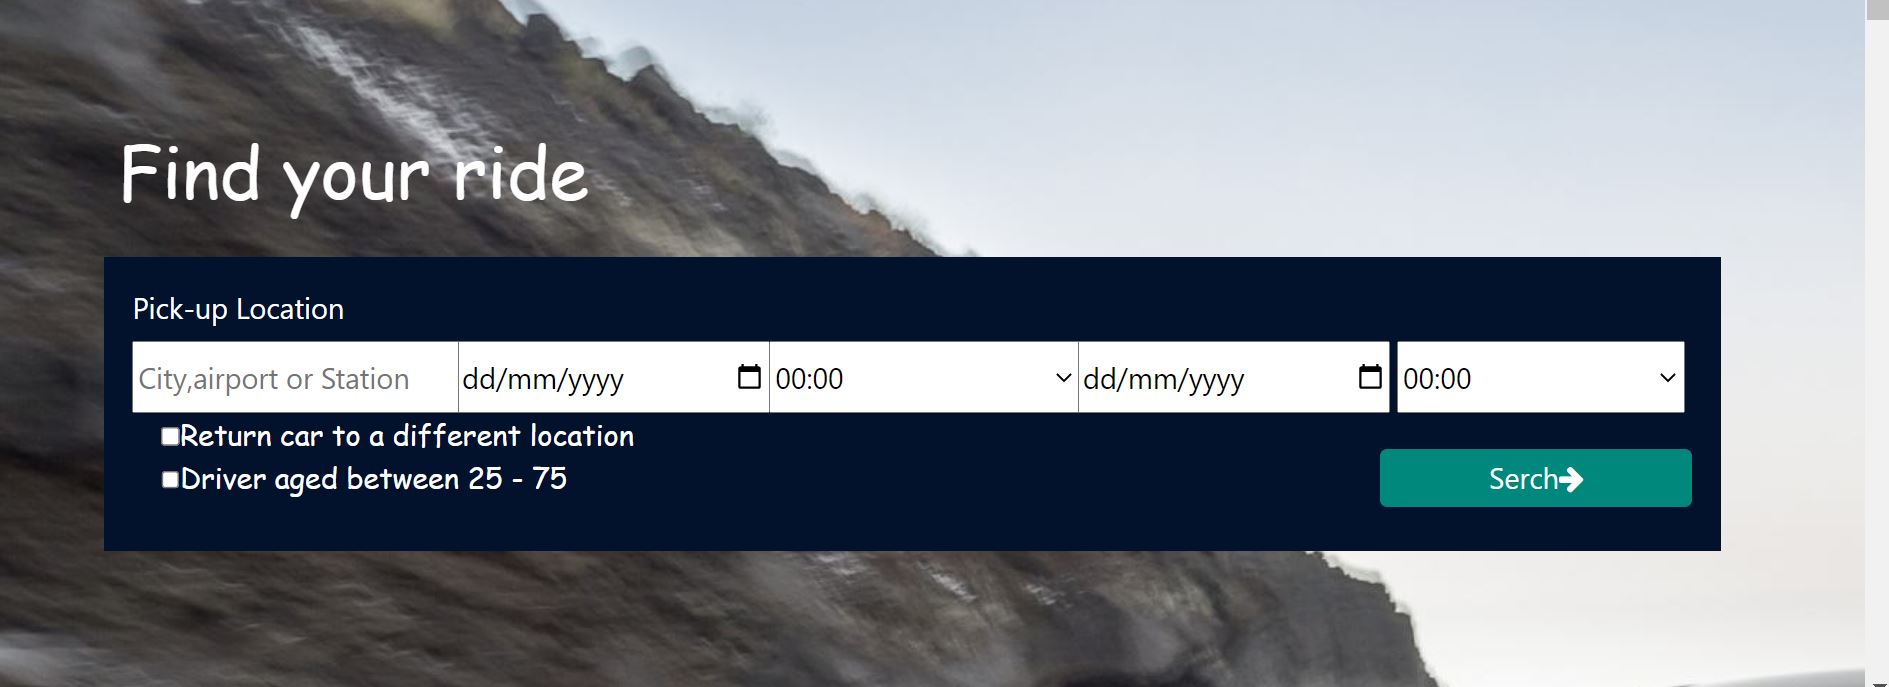 Find your ride
Pick-up Location
City,airport or Station dd/mm/yyyy 00:00 dd/mm/yyyy 00:00
Return car to a different location
Driver aged between 25 - 75
Serch